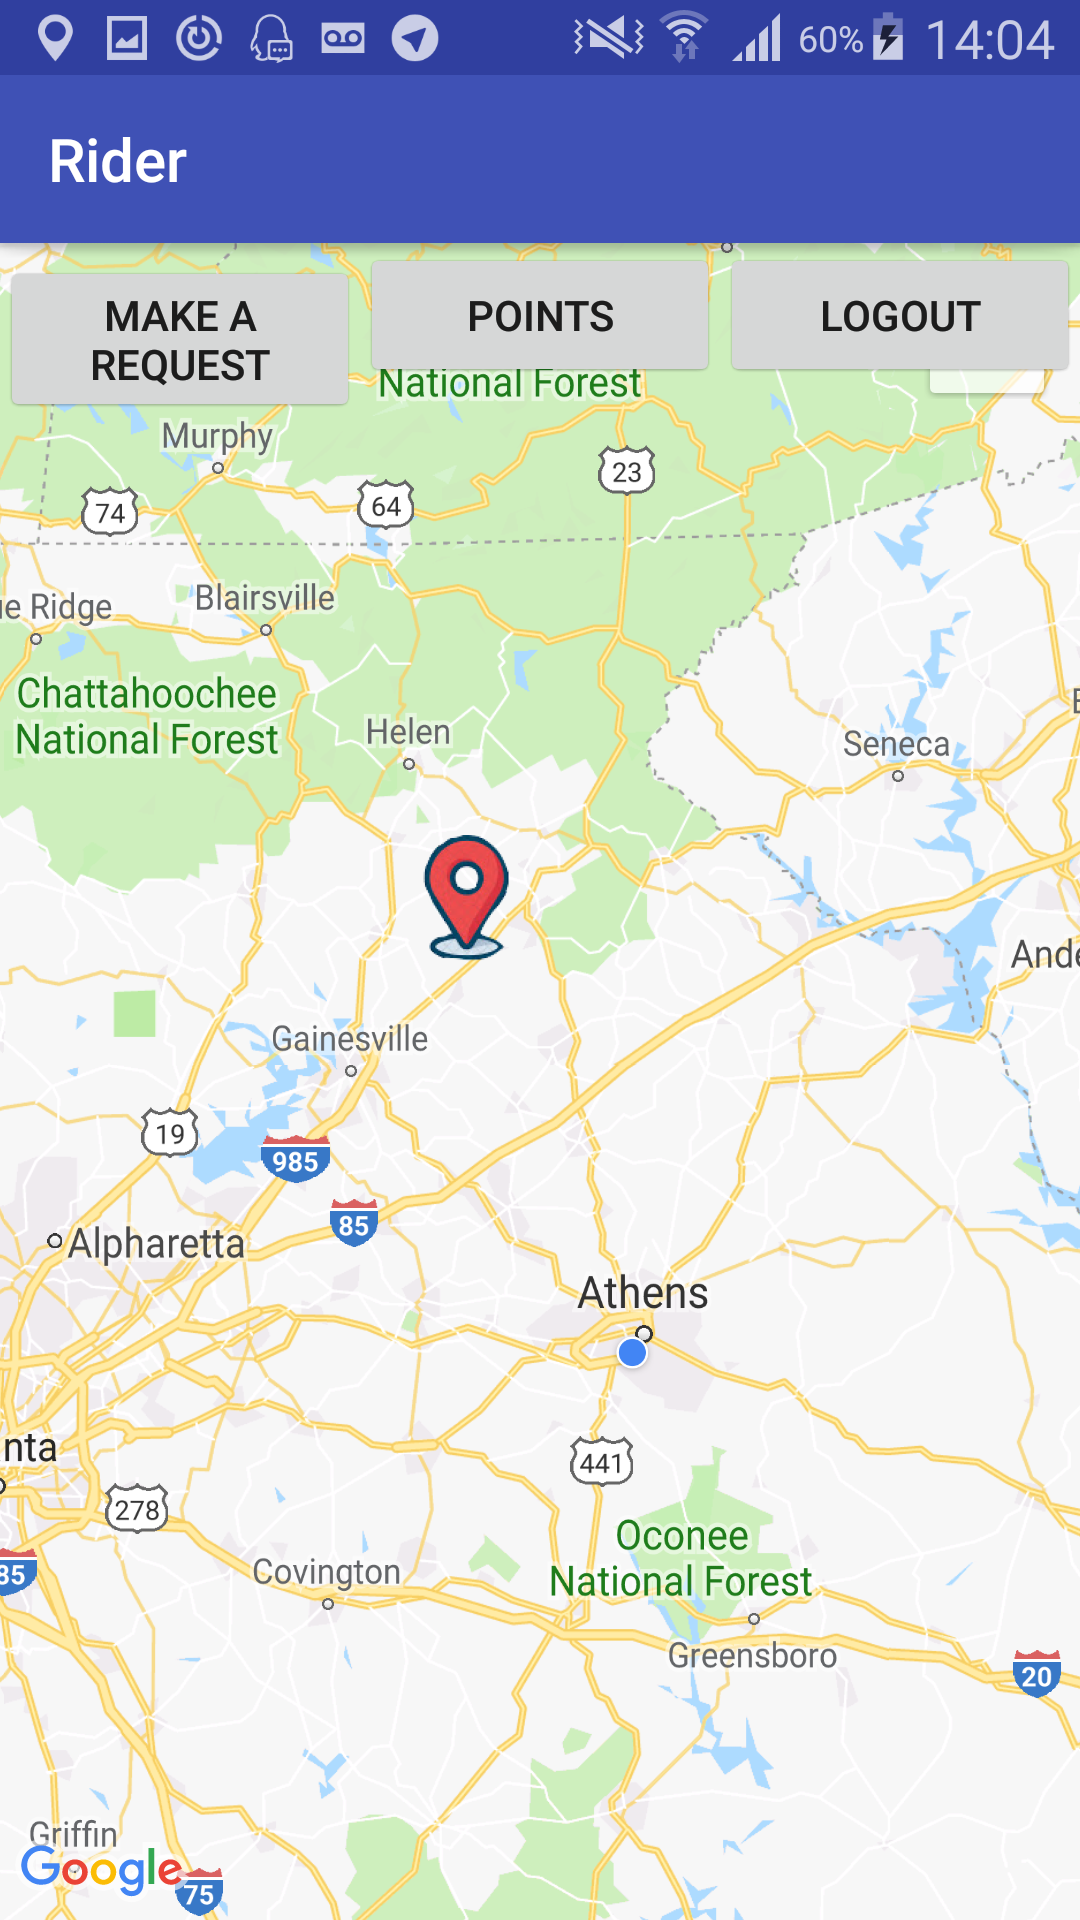 60% 14:04
Rider
MAKE A
REQUEST
POINTS
LOGOUT
National Forest
Murphy
23
74
64
Blairsville
ue Ridge
Chattahoochee
National Forest
Helen
Seneca
Ande
Gainesville
19
985
85
Alpharetta
Athens
nta
441
278
Oconee
National Forest
85
Covington
Greensboro
20
Griffin
Google
75